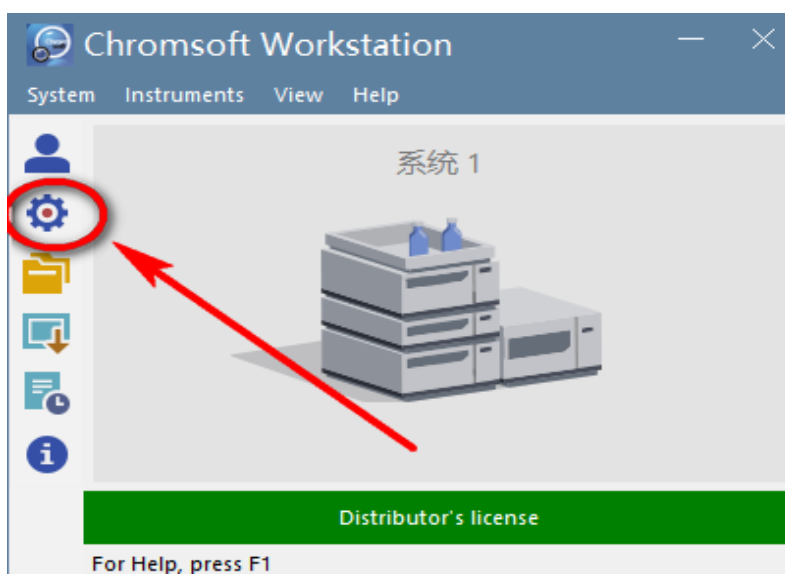 Chromsoft Workstation
System Instruments View Help
系统 1
Distributor's license
For Help, press F1